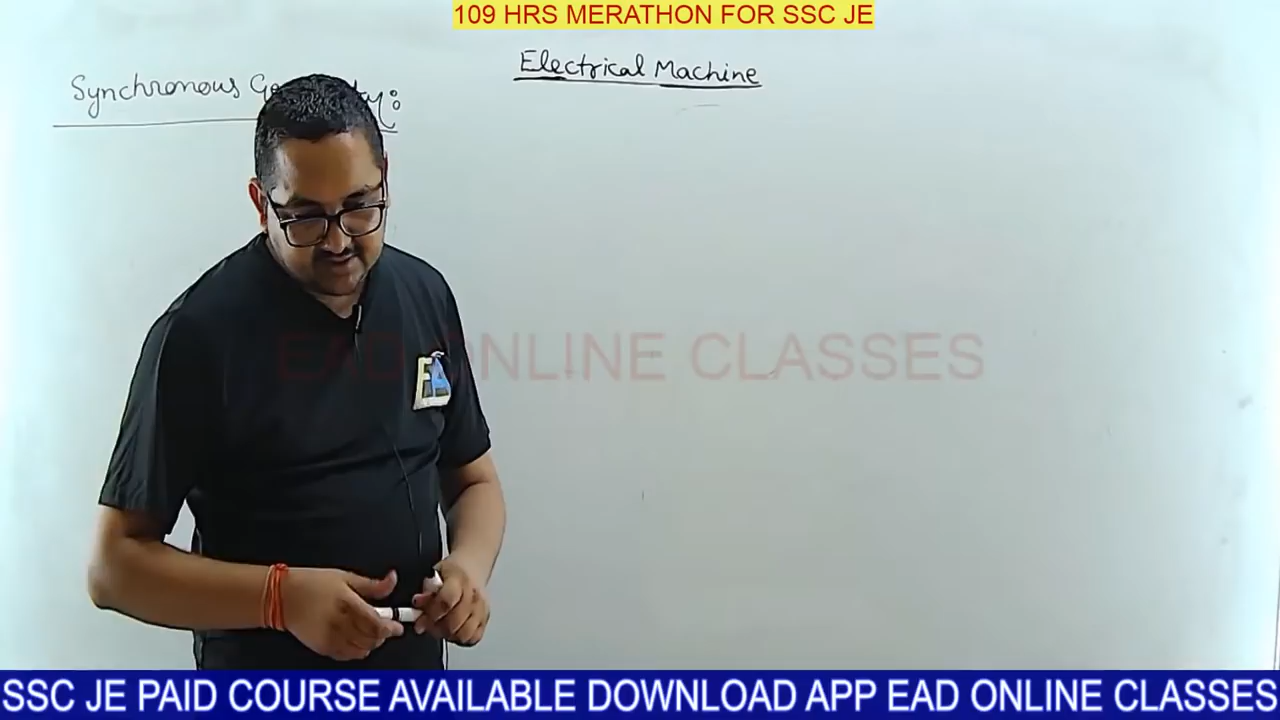 109 HRS MERATHON FOR SSC JE
Electrical Machine
Synchronous
EAD ONLINE CLASSES
EA
SSC JE PAID COURSE AVAILABLE DOWNLOAD APP EAD ONLINE CLASSES